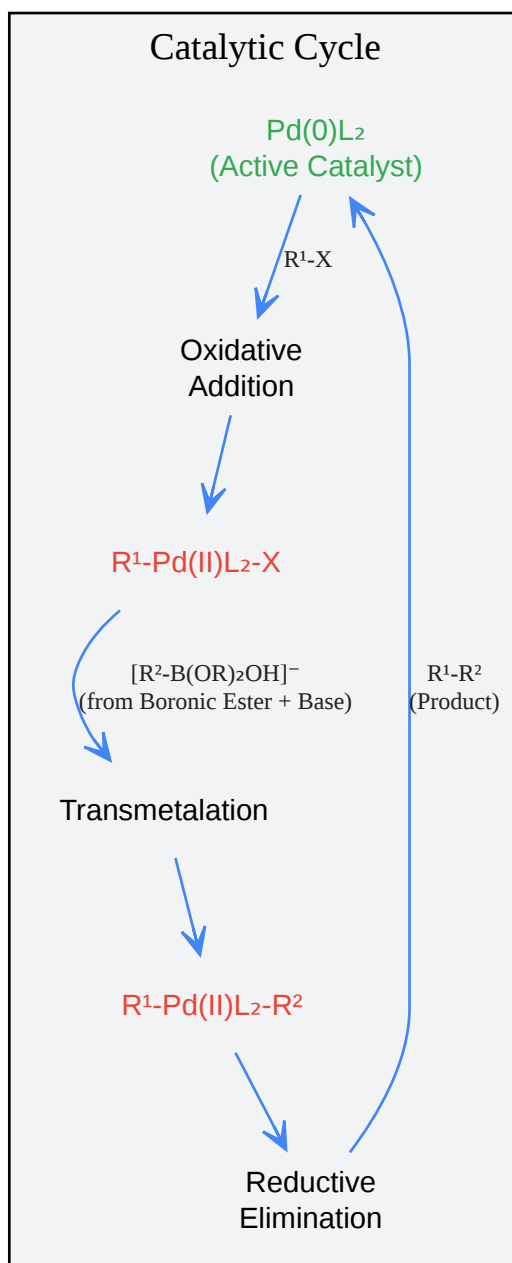 Catalytic Cycle
Pd(0)L₂
(Active Catalyst)
R¹-X
Oxidative
Addition
R¹-Pd(II)L₂-X
[R²-B(OR)₂OH]⁻
(from Boronic Ester + Base)
R¹-R²
(Product)
Transmetalation
R¹-Pd(II)L₂-R²
Reductive
Elimination